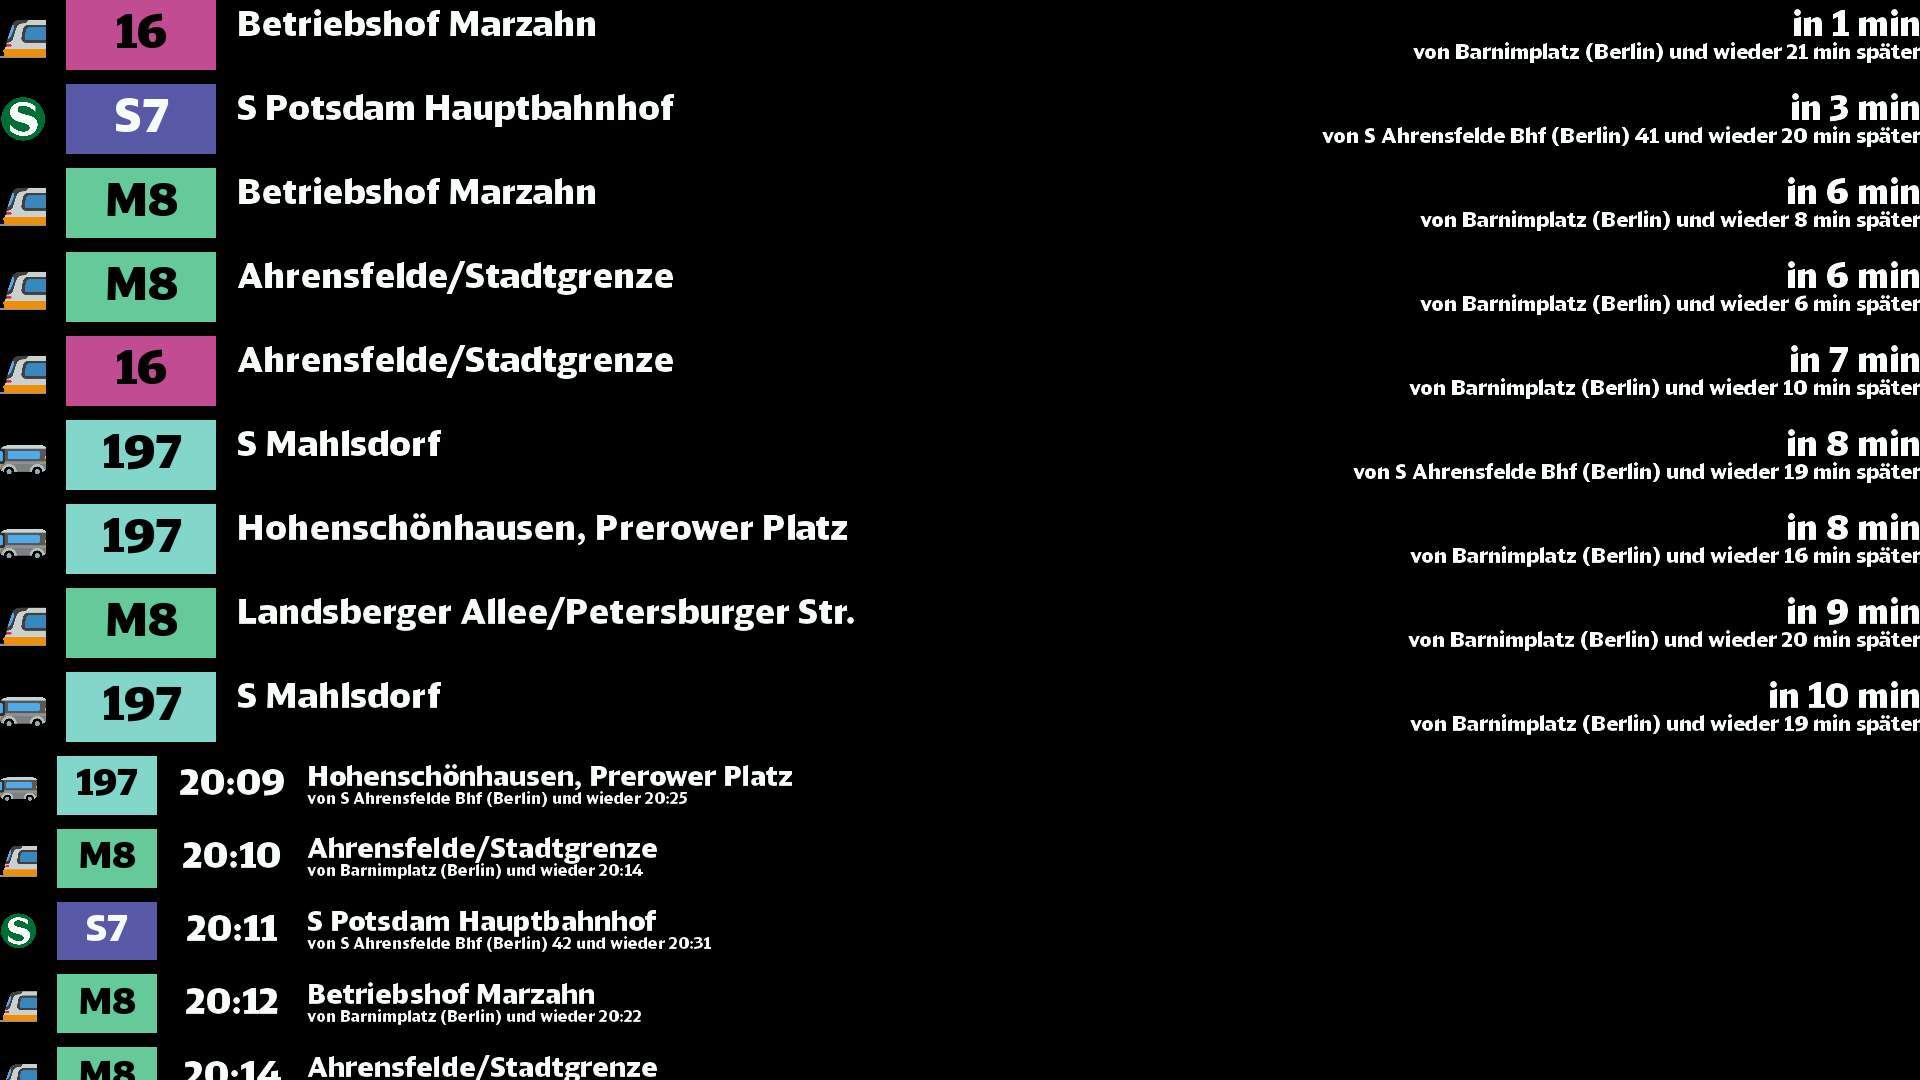 16 Betriebshof Marzahn in 1 min
von Barnimplatz (Berlin) und wieder 21 min später
S S7 S Potsdam Hauptbahnhof in 3 min
von S Ahrensfelde Bhf (Berlin) 41 und wieder 20 min später
M8 Betriebshof Marzahn in 6 min
von Barnimplatz (Berlin) und wieder 8 min später
M8 Ahrensfelde/Stadtgrenze in 6 min
von Barnimplatz (Berlin) und wieder 6 min später
16 Ahrensfelde/Stadtgrenze in 7 min
von Barnimplatz (Berlin) und wieder 10 min später
197 S Mahlsdorf in 8 min
von S Ahrensfelde Bhf (Berlin) und wieder 19 min später
197 Hohenschönhausen, Prerower Platz in 8 min
von Barnimplatz (Berlin) und wieder 16 min später
M8 Landsberger Allee/Petersburger Str. in 9 min
von Barnimplatz (Berlin) und wieder 20 min später
197 S Mahlsdorf in 10 min
von Barnimplatz (Berlin) und wieder 19 min später
197 20:09 Hohenschönhausen, Prerower Platz
von S Ahrensfelde Bhf (Berlin) und wieder 20:25
M8 20:10 Ahrensfelde/Stadtgrenze
von Barnimplatz (Berlin) und wieder 20:14
S S7 20:11 S Potsdam Hauptbahnhof
von S Ahrensfelde Bhf (Berlin) 42 und wieder 20:31
M8 20:12 Betriebshof Marzahn
von Barnimplatz (Berlin) und wieder 20:22
M8 20:14 Ahrensfelde/Stadtgrenze